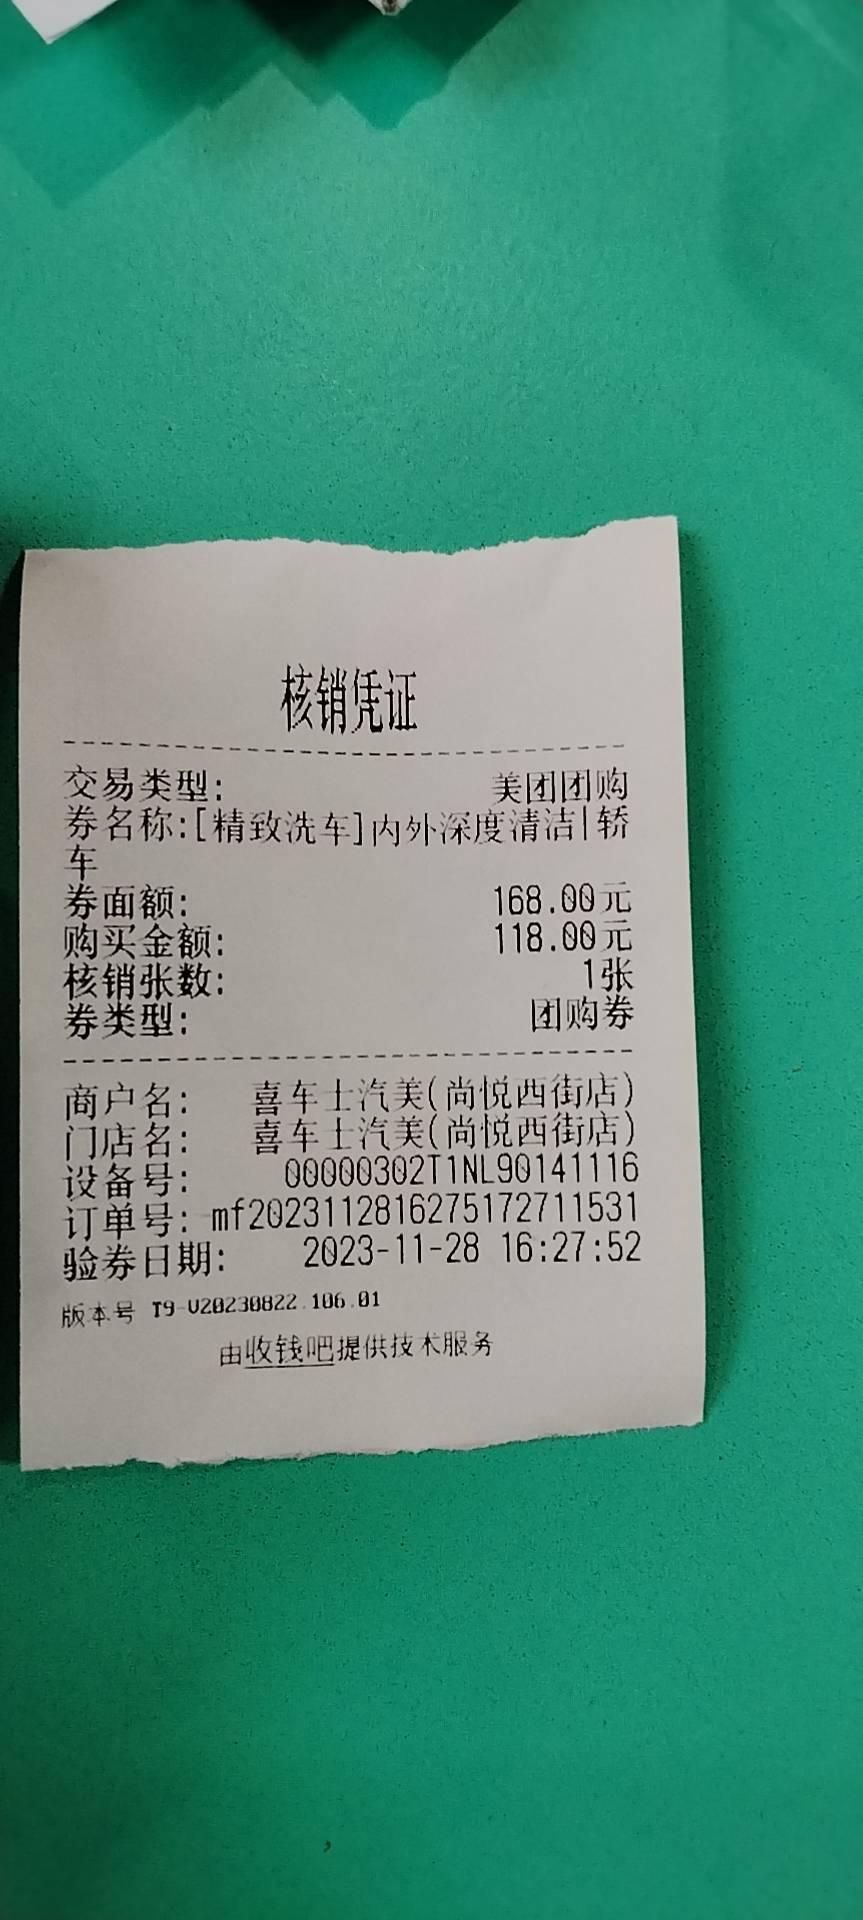 核销凭证
交易类型: 美团团购
券名称:[精致洗车]内外深度清洁|轿
车
券面额: 168.00元
购买金额: 118.00元
核销张数: 1张
券类型: 团购券
商户名: 喜车士汽美(尚悦西街店)
门店名: 喜车士汽美(尚悦西街店)
设备号: 00000302T1NL90141116
订单号: mf2023112816275172711531
验券日期: 2023-11-28 16:27:52
版本号 T9-V20230822.106.01
由收钱吧提供技术服务